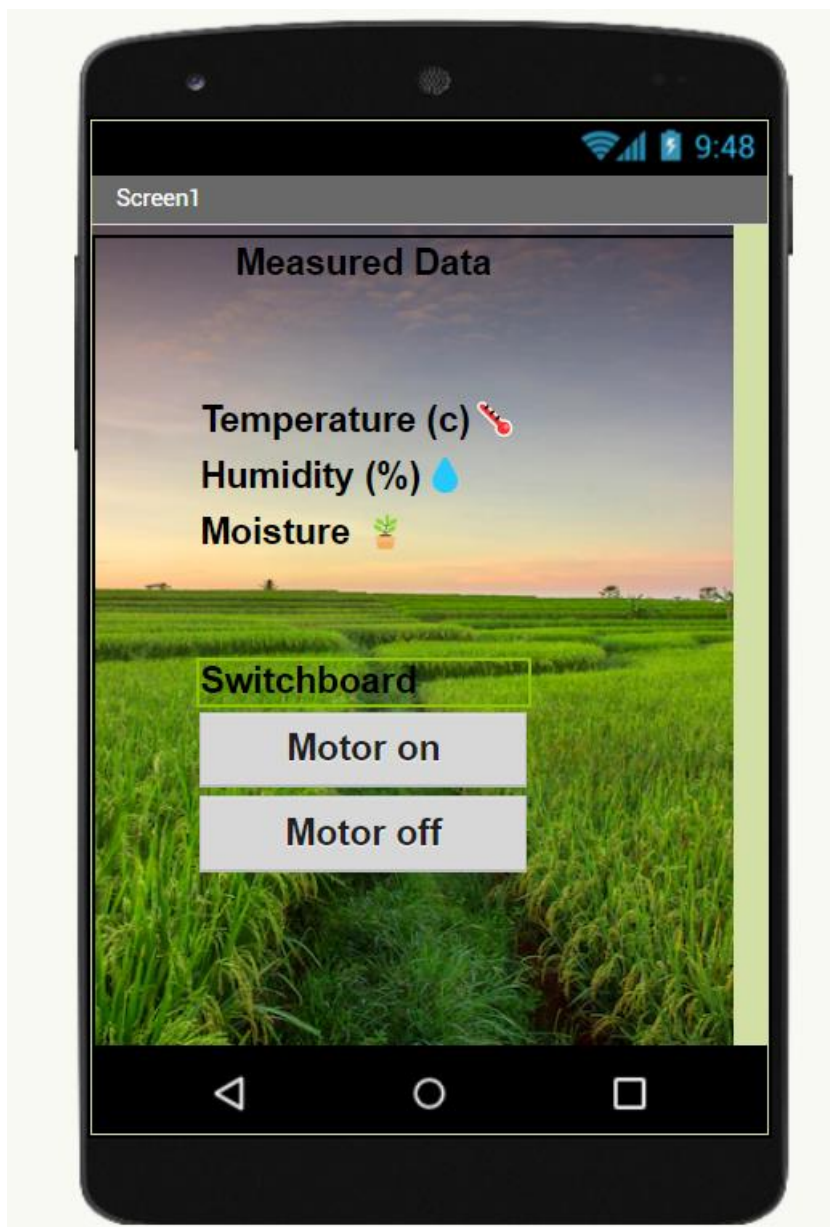 9:48
Screen1
Measured Data
Temperature (c)
Humidity (%)
Moisture
Switchboard
Motor on
Motor off